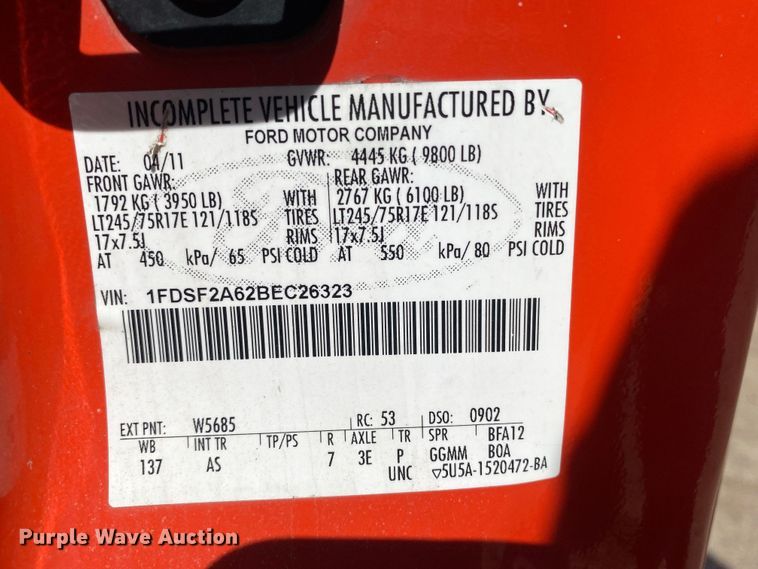 INCOMPLETE VEHICLE MANUFACTURED BY
FORD MOTOR COMPANY
DATE: 04/11 GVWR: 4445 KG ( 9800 LB)
FRONT GAWR: REAR GAWR:
1792 KG ( 3950 LB) WITH 2767 KG ( 6100 LB) WITH
LT245/75R17E 121/118S TIRES LT245/75R17E 121/118S TIRES
17x7.5J RIMS 17x7.5J RIMS
AT 450 kPa/ 65 PSI COLD AT 550 kPa/ 80 PSI COLD
VIN: 1FDSF2A62BEC26323
EXT PNT: W5685 RC: 53 DSO: 0902
WB INT TR TP/PS R AXLE TR SPR BFA12
137 AS 7 3E P GGMM BOA
UNC ▽5U5A-1520472-BA
Purple Wave Auction